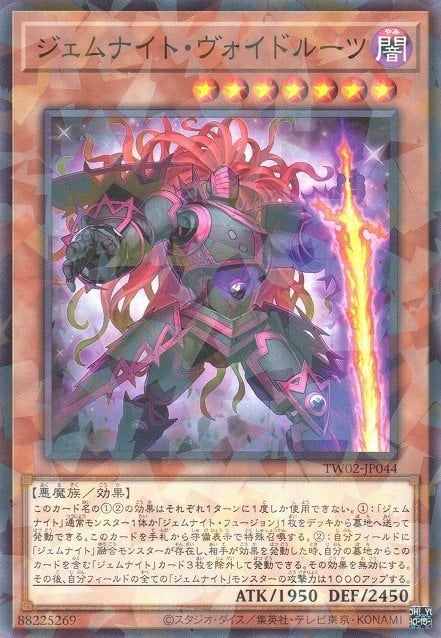 ジェムナイト・ヴォイドルーツ
闇
TW02-JP044
【悪魔族/効果】
このカード名の①②の効果はそれぞれ1ターンに1度しか使用できない。①:「ジェム
ナイト」通常モンスター1体か「ジェムナイト・フュージョン」1枚をデッキから墓地へ送って
発動できる。このカードを手札から守備表示で特殊召喚する。②:自分フィールドに
「ジェムナイト」融合モンスターが存在し、相手が効果を発動した時、自分の墓地からこの
カードを含む「ジェムナイト」カード3枚を除外して発動できる。その効果を無効にする。
その後、自分フィールドの全ての「ジェムナイト」モンスターの攻撃力は1000アップする。
ATK/1950 DEF/2450
88225269 ©スタジオ・ダイス/集英社・テレビ東京・KONAMI